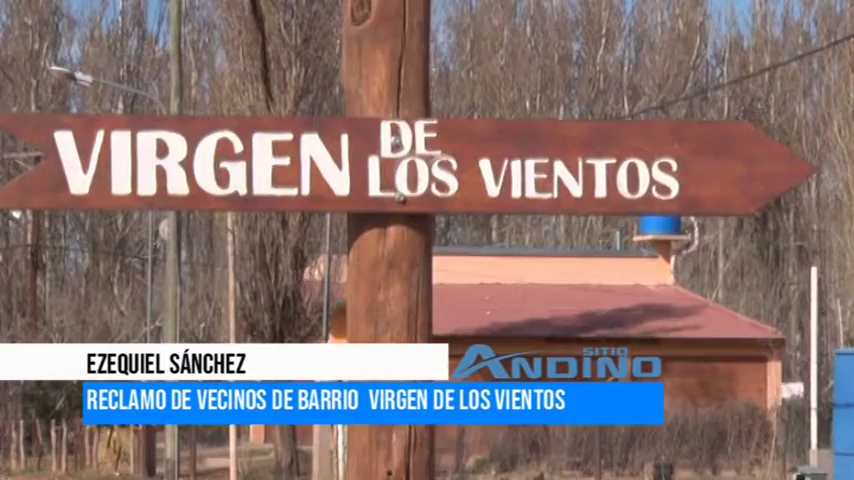 VIRGEN DE LOS VIENTOS
EZEQUIEL SÁNCHEZ
SITIO
ANDINO
RECLAMO DE VECINOS DE BARRIO VIRGEN DE LOS VIENTOS